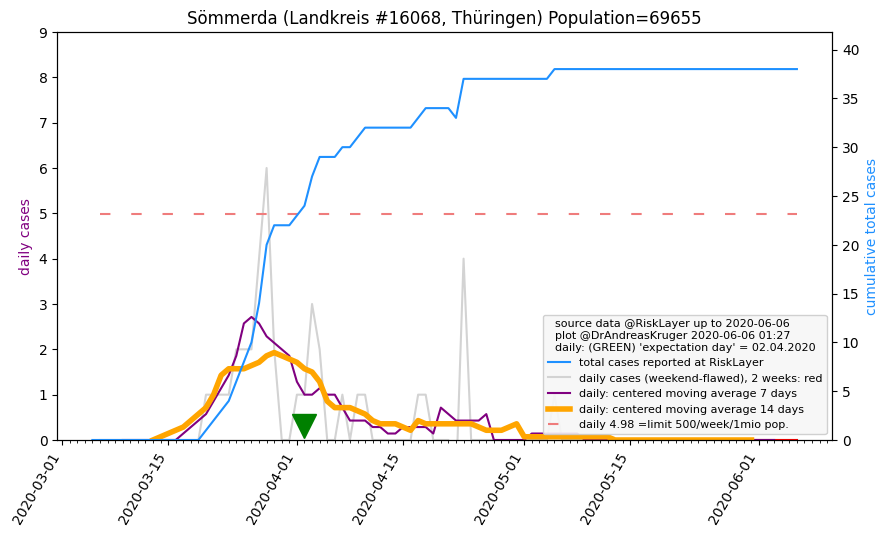 Sömmerda (Landkreis #16068, Thüringen) Population=69655
9
8
7
6
5
4
3
2
1
0
daily cases
40
35
30
25
20
15
10
5
0
cumulative total cases
source data @RiskLayer up to 2020-06-06
plot @DrAndreasKruger 2020-06-06 01:27
daily: (GREEN) 'expectation day' = 02.04.2020
total cases reported at RiskLayer
daily cases (weekend-flawed), 2 weeks: red
daily: centered moving average 7 days
daily: centered moving average 14 days
daily 4.98 =limit 500/week/1mio pop.
2020-03-01
2020-03-15
2020-04-01
2020-04-15
2020-05-01
2020-05-15
2020-06-01